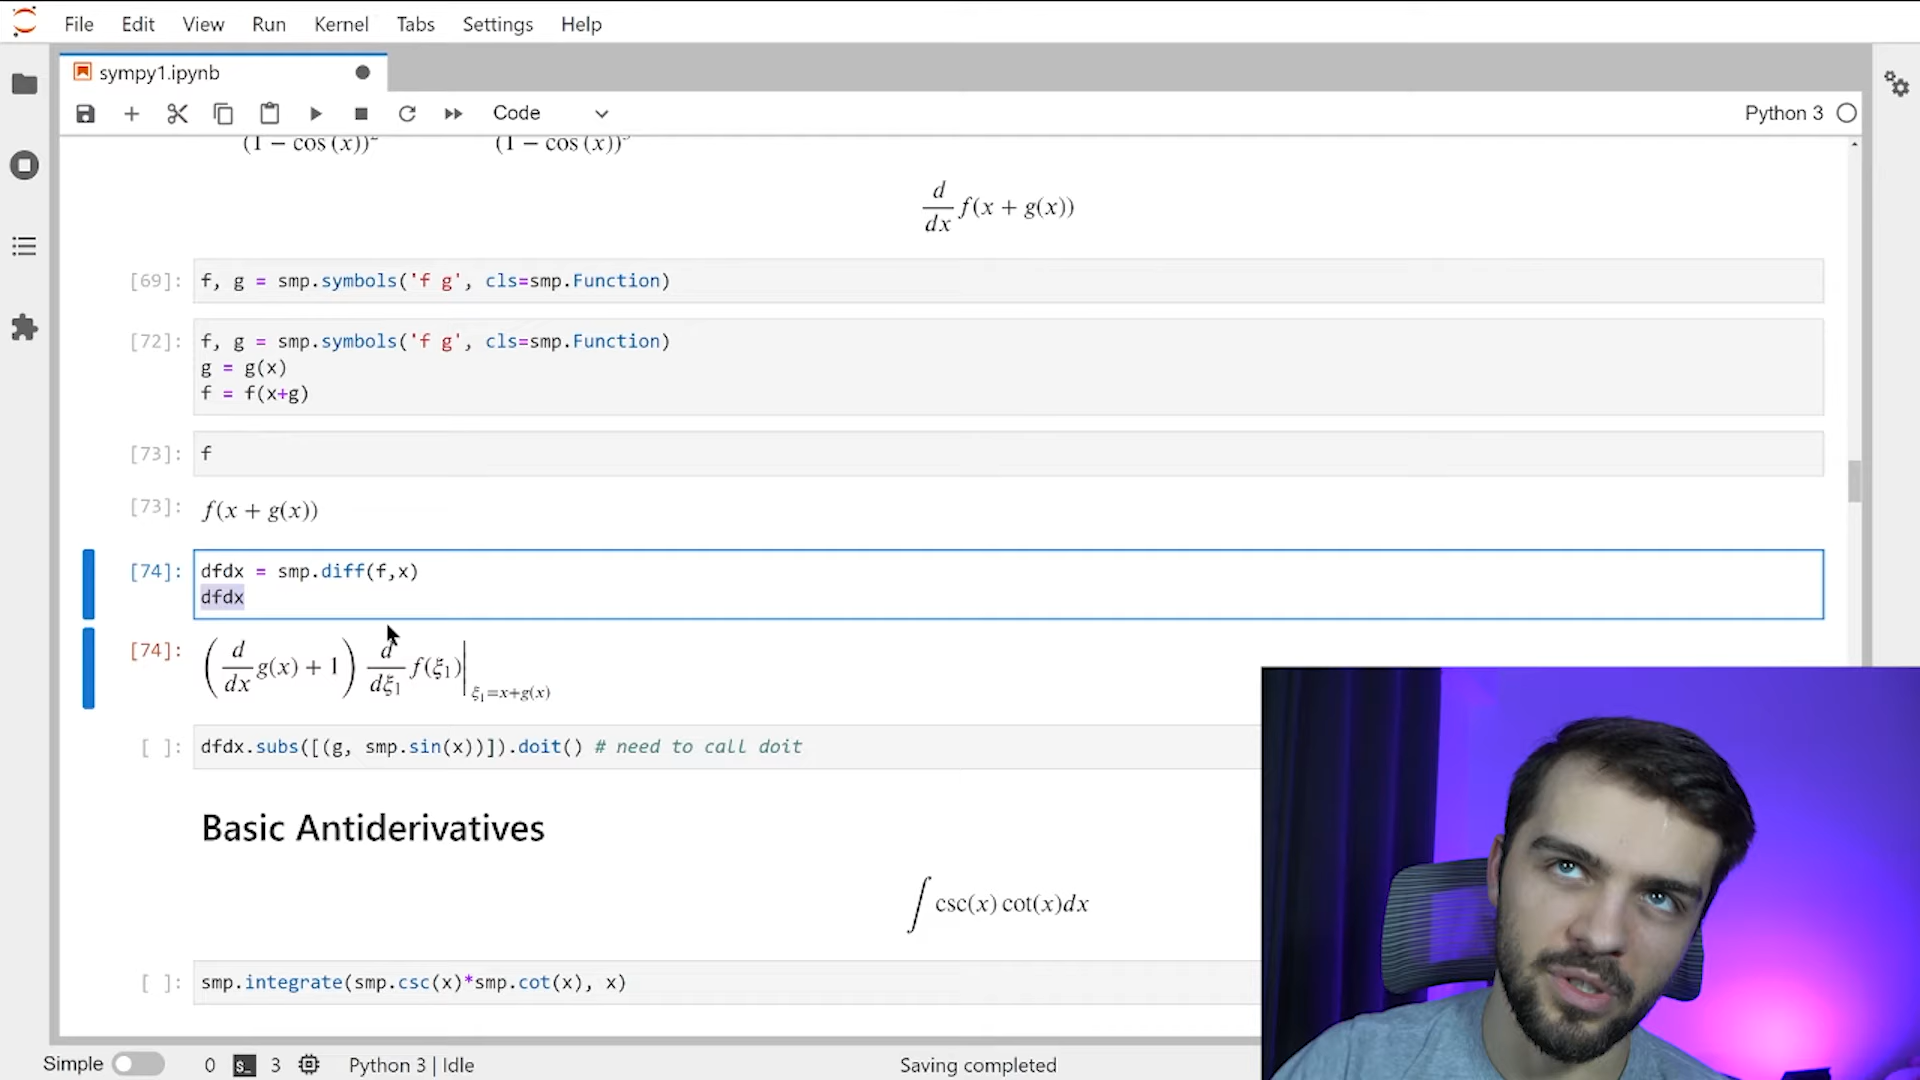 File Edit View Run Kernel Tabs Settings Help
sympy1.ipynb
Code
Python 3
(1 − cos (x))² (1 − cos (x))³
d/dx f(x + g(x))
[69]: f, g = smp.symbols('f g', cls=smp.Function)
[72]: f, g = smp.symbols('f g', cls=smp.Function)
g = g(x)
f = f(x+g)
[73]: f
[73]: f(x + g(x))
[74]: dfdx = smp.diff(f,x)
dfdx
[74]: (d/dx g(x) + 1) d/dξ₁ f(ξ₁)|ξ₁=x+g(x)
[ ]: dfdx.subs([(g, smp.sin(x))]).doit() # need to call doit
Basic Antiderivatives
∫ csc(x) cot(x)dx
[ ]: smp.integrate(smp.csc(x)*smp.cot(x), x)
Simple 0 $_ 3 Python 3 | Idle Saving completed